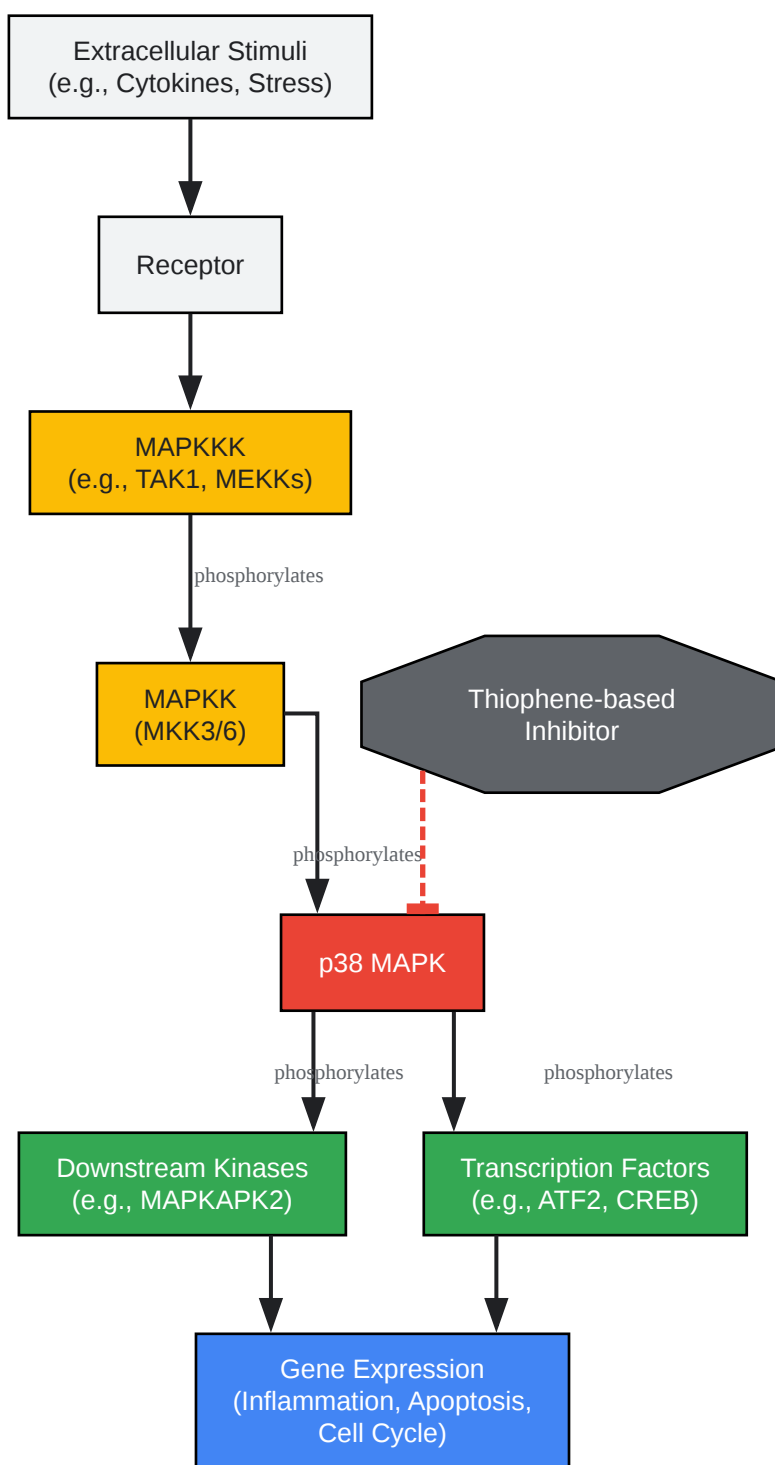 Extracellular Stimuli
(e.g., Cytokines, Stress)
Receptor
MAPKKK
(e.g., TAK1, MEKKs)
phosphorylates
MAPKK
(MKK3/6)
Thiophene-based
Inhibitor
phosphorylates
p38 MAPK
phosphorylates
phosphorylates
Downstream Kinases
(e.g., MAPKAPK2)
Transcription Factors
(e.g., ATF2, CREB)
Gene Expression
(Inflammation, Apoptosis,
Cell Cycle)